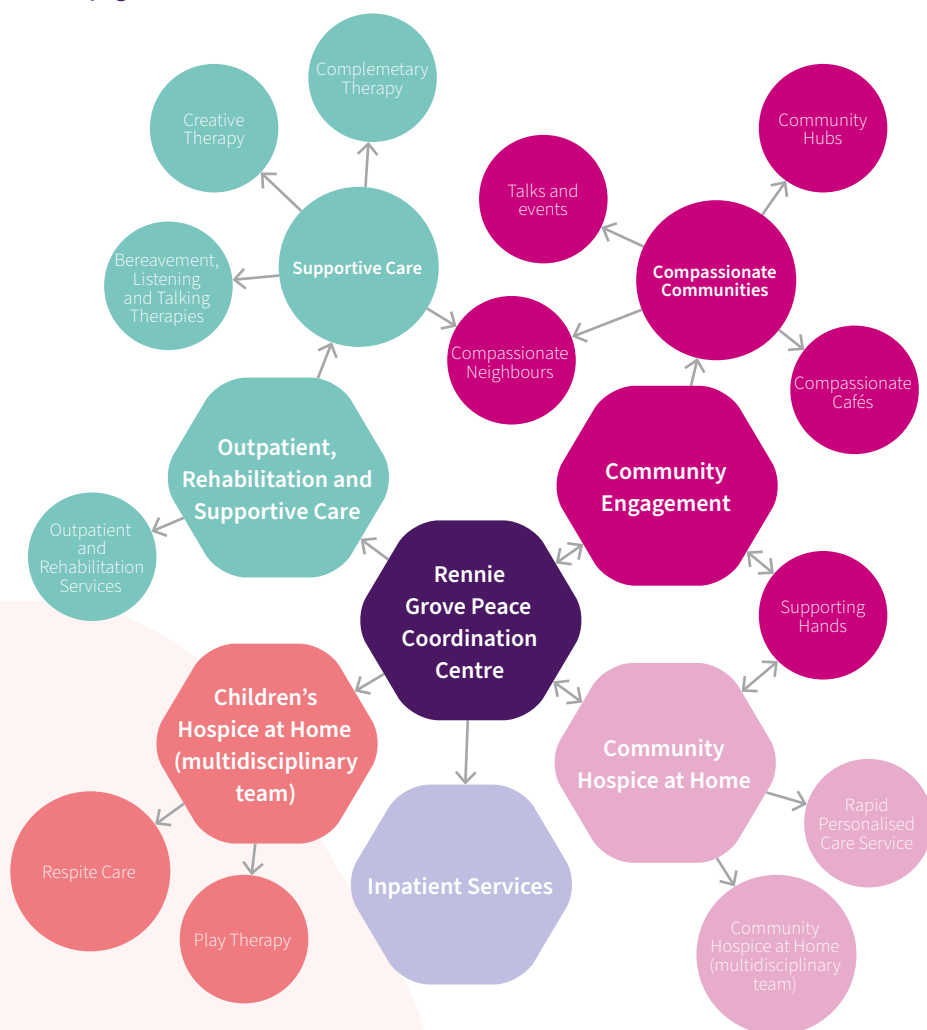 Complemetary
Therapy
Creative
Therapy
Community
Hubs
Talks and
events
Bereavement,
Listening
and Talking
Therapies
Supportive Care
Compassionate
Communities
Compassionate
Neighbours
Compassionate
Cafés
Outpatient,
Rehabilitation and
Supportive Care
Community
Engagement
Outpatient
and
Rehabilitation
Services
Rennie
Grove Peace
Coordination
Centre
Supporting
Hands
Children’s
Hospice at Home
(multidisciplinary
team)
Community
Hospice at Home
Rapid
Personalised
Care Service
Respite Care
Inpatient Services
Play Therapy
Community
Hospice at Home
(multidisciplinary
team)